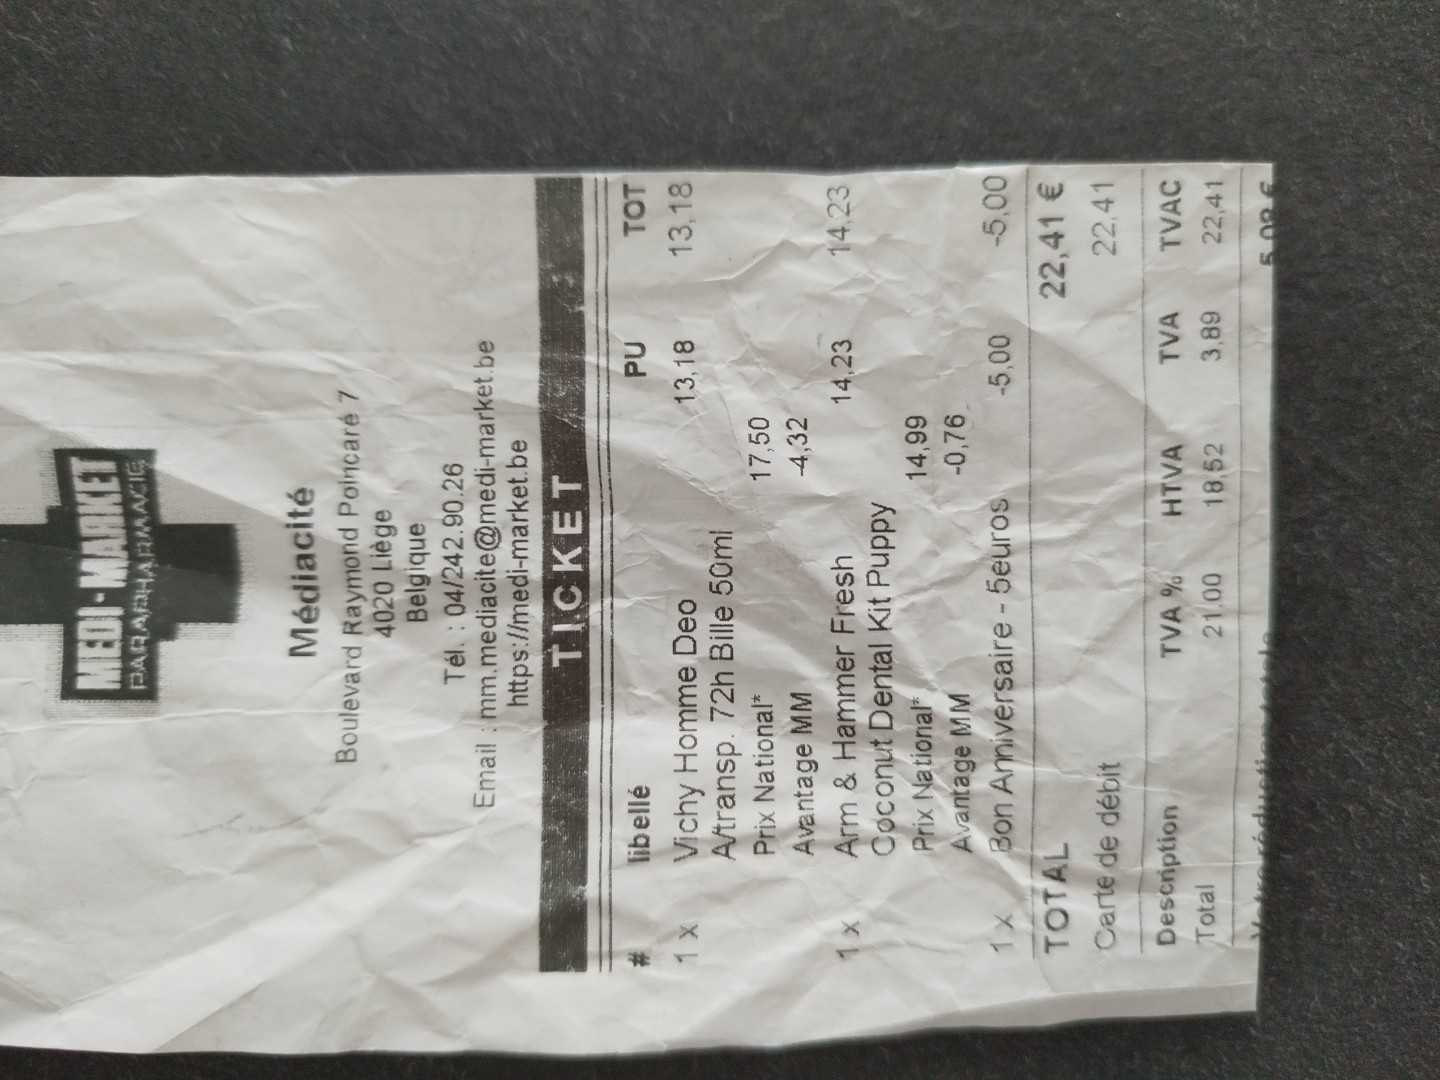 MEDI-MARKET
PARAPHARMACIE
Médiacité
Boulevard Raymond Poincaré 7
4020 Liège
Belgique
Tél. : 04/242.90.26
Email : mm.mediacite@medi-market.be
https://medi-market.be
TICKET
# libellé PU TOT
1 x Vichy Homme Deo 13,18 13,18
A/transp. 72h Bille 50ml
Prix National* 17,50
Avantage MM -4,32
1 x Arm & Hammer Fresh 14,23 14,23
Coconut Dental Kit Puppy
Prix National* 14,99
Avantage MM -0,76
1 x Bon Anniversaire - 5euros -5,00 -5,00
TOTAL 22,41 €
Carte de débit 22,41
Description TVA % HTVA TVA TVAC
Total 21,00 18,52 3,89 22,41